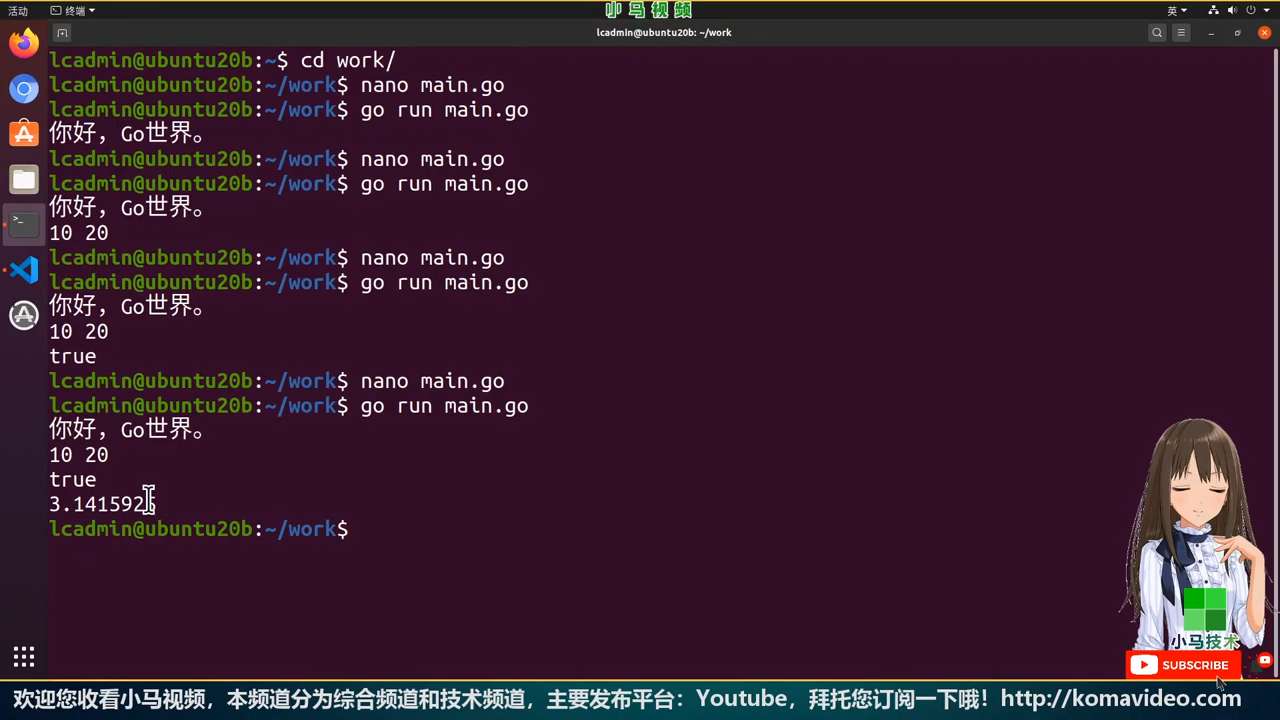 活动
终端
小马视频
英
lcadmin@ubuntu20b: ~/work
lcadmin@ubuntu20b:~$ cd work/
lcadmin@ubuntu20b:~/work$ nano main.go
lcadmin@ubuntu20b:~/work$ go run main.go
你好，Go世界。
lcadmin@ubuntu20b:~/work$ nano main.go
lcadmin@ubuntu20b:~/work$ go run main.go
你好，Go世界。
10 20
lcadmin@ubuntu20b:~/work$ nano main.go
lcadmin@ubuntu20b:~/work$ go run main.go
你好，Go世界。
10 20
true
lcadmin@ubuntu20b:~/work$ nano main.go
lcadmin@ubuntu20b:~/work$ go run main.go
你好，Go世界。
10 20
true
3.1415926
lcadmin@ubuntu20b:~/work$
小马技术
SUBSCRIBE
欢迎您收看小马视频，本频道分为综合频道和技术频道，主要发布平台：Youtube，拜托您订阅一下哦！http://komavideo.com